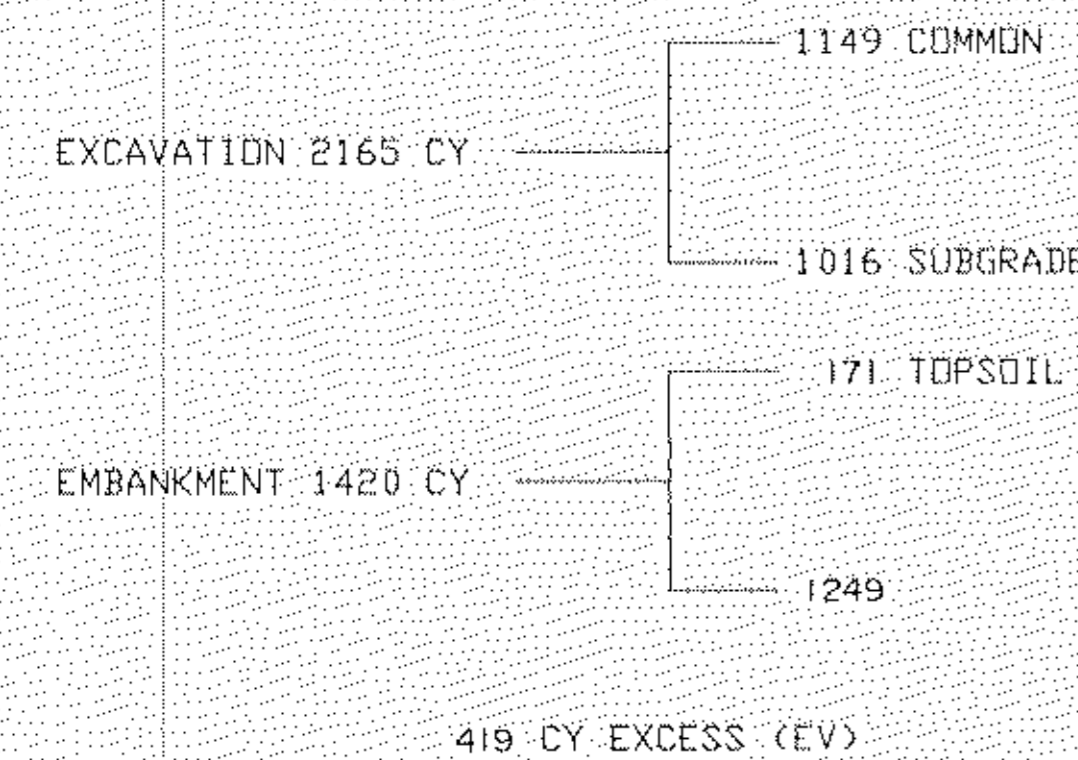 1149 COMMON
EXCAVATION 2165 CY
1016 SUBGRADE
171 TOPSOIL
EMBANKMENT 1420 CY
1249
419 CY EXCESS (EV)